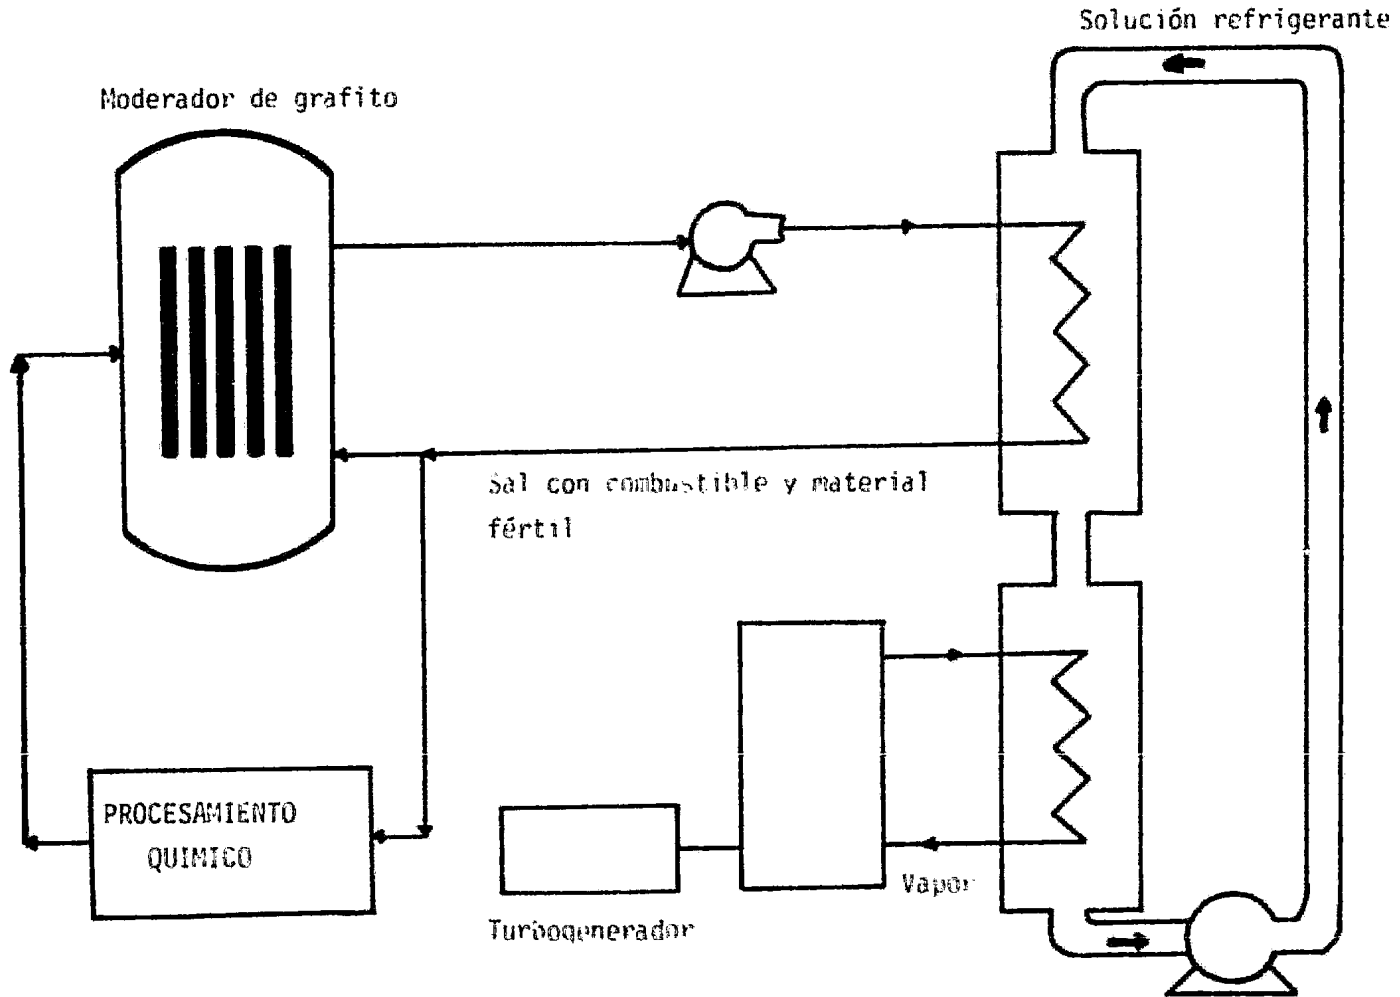 Solución refrigerante
Moderador de grafito
Sal con combustible y material
fértil
PROCESAMIENTO
QUIMICO
Vapor
Turbogenerador